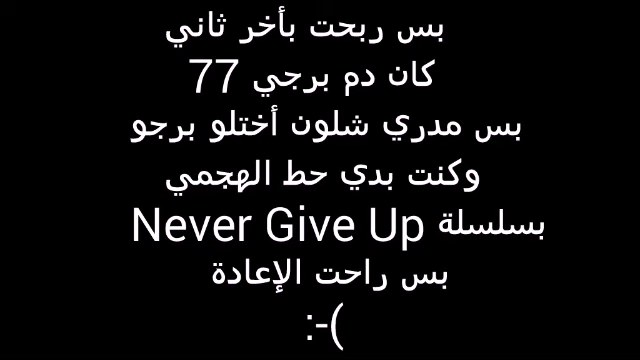 بس ربحت بأخر ثاني
كان دم برجي 77
بس مدري شلون أختلو برجو
وكنت بدي حط الهجمي
بسلسلة Never Give Up
بس راحت الإعادة
:-(